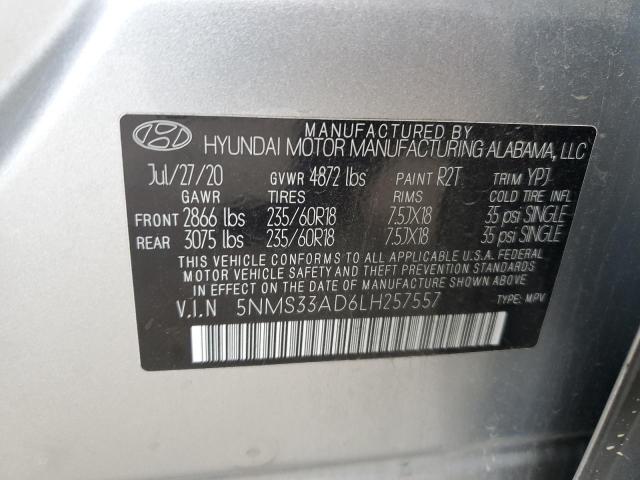 MANUFACTURED BY
HYUNDAI MOTOR MANUFACTURING ALABAMA, LLC
Jul/27/20 GVWR 4872 lbs PAINT R2T TRIM YPJ
GAWR TIRES RIMS COLD TIRE INFL
FRONT 2866 lbs 235/60R18 7.5JX18 35 psi SINGLE
REAR 3075 lbs 235/60R18 7.5JX18 35 psi SINGLE
THIS VEHICLE CONFORMS TO ALL APPLICABLE U.S.A. FEDERAL
MOTOR VEHICLE SAFETY, BUMPER, AND THEFT PREVENTION STANDARDS
IN EFFECT ON THE DATE OF MANUFACTURE SHOWN ABOVE
V.I.N 5NMS33AD6LH257557 TYPE: MPV